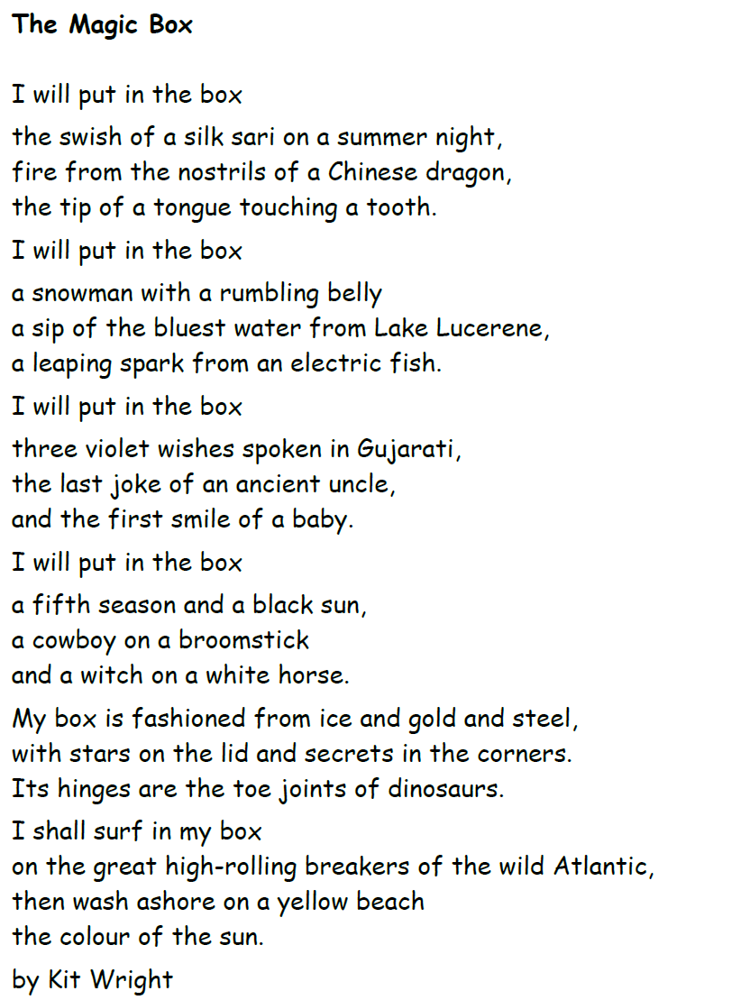 The Magic Box
I will put in the box
the swish of a silk sari on a summer night,
fire from the nostrils of a Chinese dragon,
the tip of a tongue touching a tooth.
I will put in the box
a snowman with a rumbling belly
a sip of the bluest water from Lake Lucerene,
a leaping spark from an electric fish.
I will put in the box
three violet wishes spoken in Gujarati,
the last joke of an ancient uncle,
and the first smile of a baby.
I will put in the box
a fifth season and a black sun,
a cowboy on a broomstick
and a witch on a white horse.
My box is fashioned from ice and gold and steel,
with stars on the lid and secrets in the corners.
Its hinges are the toe joints of dinosaurs.
I shall surf in my box
on the great high-rolling breakers of the wild Atlantic,
then wash ashore on a yellow beach
the colour of the sun.
by Kit Wright